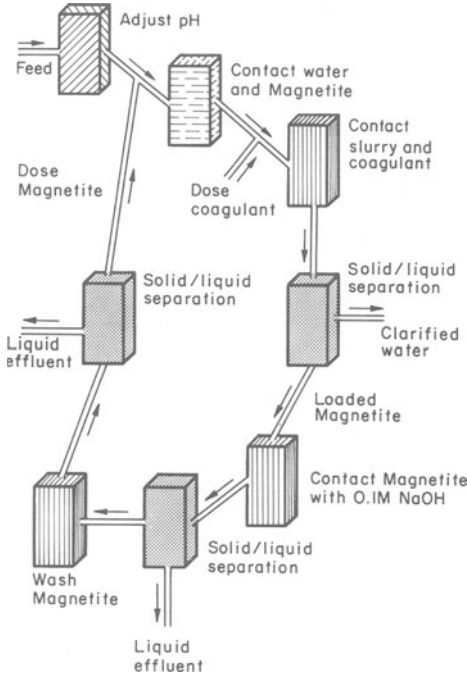 Adjust pH
Feed
Contact water
and Magnetite
Contact
slurry and
coagulant
Dose
Magnetite
Dose
coagulant
Solid/liquid
separation
Solid/liquid
separation
Liquid
effluent
Clarified
water
Loaded
Magnetite
Contact Magnetite
with O.IM NaOH
Solid/liquid
separation
Wash
Magnetite
Liquid
effluent